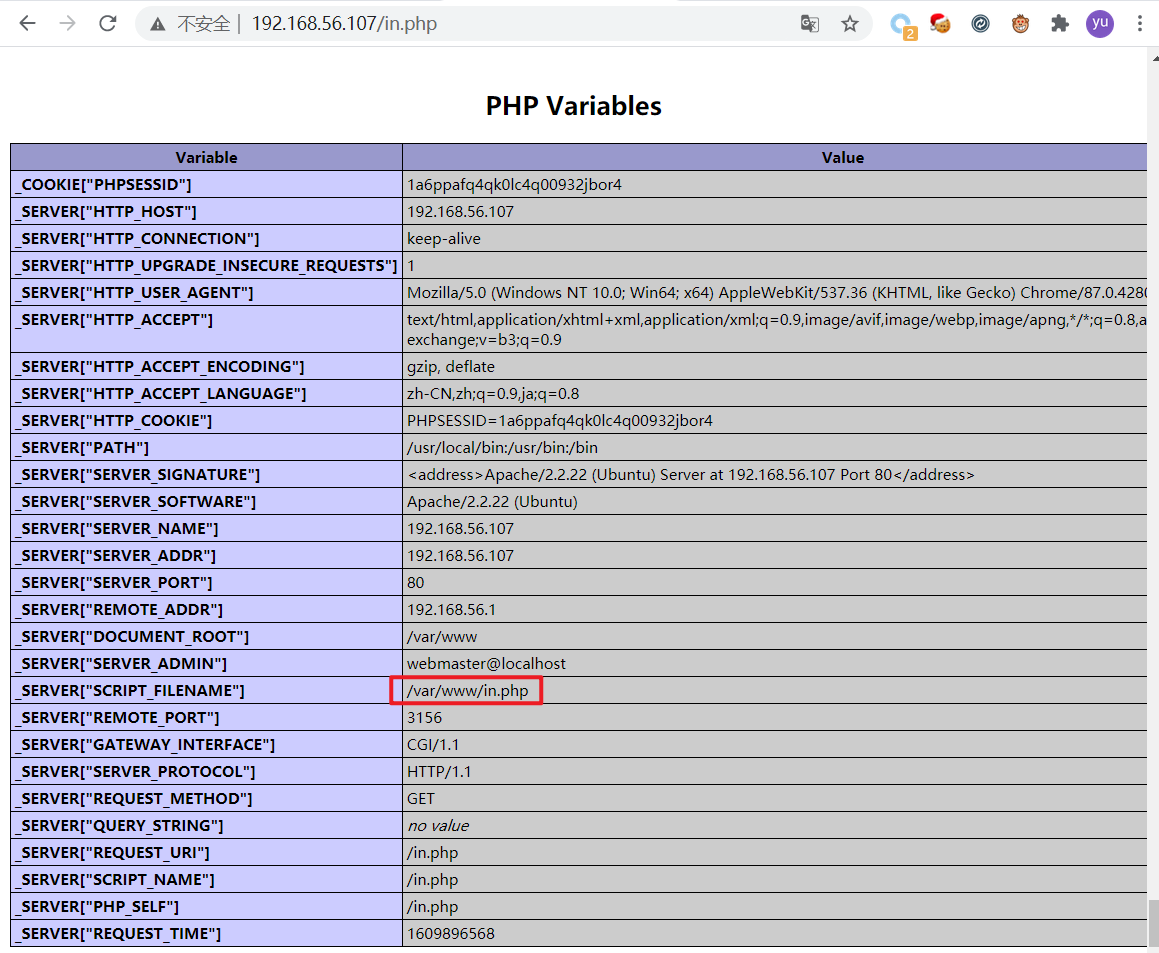 不安全 | 192.168.56.107/in.php
2
yu
PHP Variables
Variable Value
_COOKIE["PHPSESSID"] 1a6ppafq4qk0lc4q00932jbor4
_SERVER["HTTP_HOST"] 192.168.56.107
_SERVER["HTTP_CONNECTION"] keep-alive
_SERVER["HTTP_UPGRADE_INSECURE_REQUESTS"] 1
_SERVER["HTTP_USER_AGENT"] Mozilla/5.0 (Windows NT 10.0; Win64; x64) AppleWebKit/537.36 (KHTML, like Gecko) Chrome/87.0.4280
_SERVER["HTTP_ACCEPT"] text/html,application/xhtml+xml,application/xml;q=0.9,image/avif,image/webp,image/apng,*/*;q=0.8,a
exchange;v=b3;q=0.9
_SERVER["HTTP_ACCEPT_ENCODING"] gzip, deflate
_SERVER["HTTP_ACCEPT_LANGUAGE"] zh-CN,zh;q=0.9,ja;q=0.8
_SERVER["HTTP_COOKIE"] PHPSESSID=1a6ppafq4qk0lc4q00932jbor4
_SERVER["PATH"] /usr/local/bin:/usr/bin:/bin
_SERVER["SERVER_SIGNATURE"] <address>Apache/2.2.22 (Ubuntu) Server at 192.168.56.107 Port 80</address>
_SERVER["SERVER_SOFTWARE"] Apache/2.2.22 (Ubuntu)
_SERVER["SERVER_NAME"] 192.168.56.107
_SERVER["SERVER_ADDR"] 192.168.56.107
_SERVER["SERVER_PORT"] 80
_SERVER["REMOTE_ADDR"] 192.168.56.1
_SERVER["DOCUMENT_ROOT"] /var/www
_SERVER["SERVER_ADMIN"] webmaster@localhost
_SERVER["SCRIPT_FILENAME"] /var/www/in.php
_SERVER["REMOTE_PORT"] 3156
_SERVER["GATEWAY_INTERFACE"] CGI/1.1
_SERVER["SERVER_PROTOCOL"] HTTP/1.1
_SERVER["REQUEST_METHOD"] GET
_SERVER["QUERY_STRING"] no value
_SERVER["REQUEST_URI"] /in.php
_SERVER["SCRIPT_NAME"] /in.php
_SERVER["PHP_SELF"] /in.php
_SERVER["REQUEST_TIME"] 1609896568